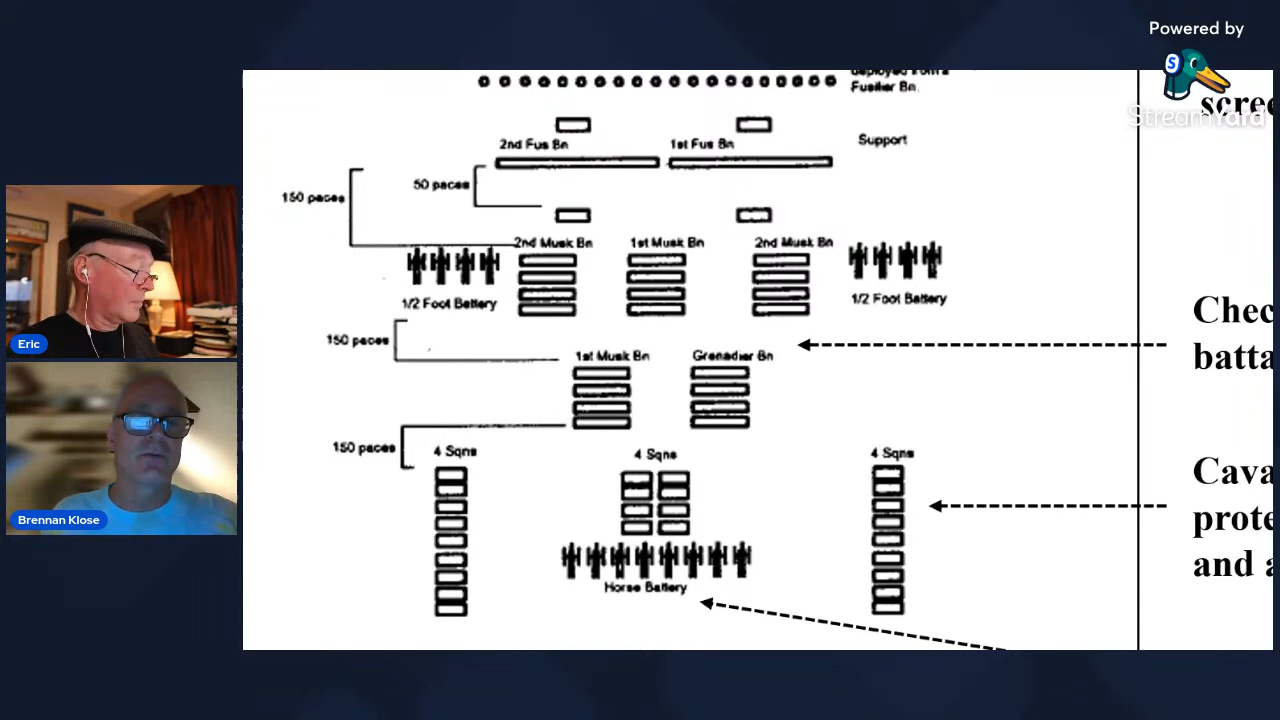 Powered by
StreamYard
deployed from a
Fusilier Bn.
scree
2nd Fus Bn
1st Fus Bn
Support
150 paces
50 paces
2nd Musk Bn
1st Musk Bn
2nd Musk Bn
1/2 Foot Battery
1/2 Foot Battery
Chec
batta
150 paces
1st Musk Bn
Grenadier Bn
150 paces
4 Sqns
4 Sqns
4 Sqns
Cava
prote
and a
Horse Battery
Eric
Brennan Klose